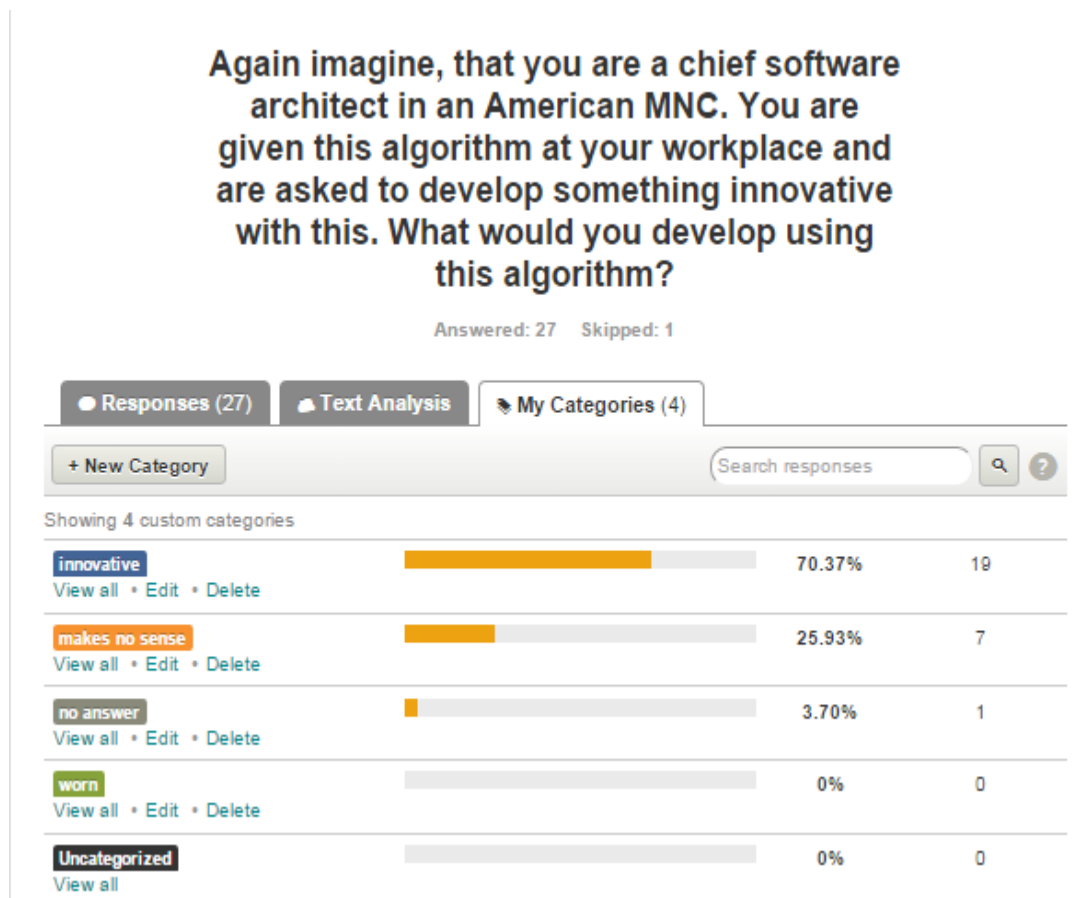 Again imagine, that you are a chief software
architect in an American MNC. You are
given this algorithm at your workplace and
are asked to develop something innovative
with this. What would you develop using
this algorithm?
Answered: 27 Skipped: 1
Responses (27) Text Analysis My Categories (4)
+ New Category Search responses ?
Showing 4 custom categories
innovative 70.37% 19
View all • Edit • Delete
makes no sense 25.93% 7
View all • Edit • Delete
no answer 3.70% 1
View all • Edit • Delete
worn 0% 0
View all • Edit • Delete
Uncategorized 0% 0
View all